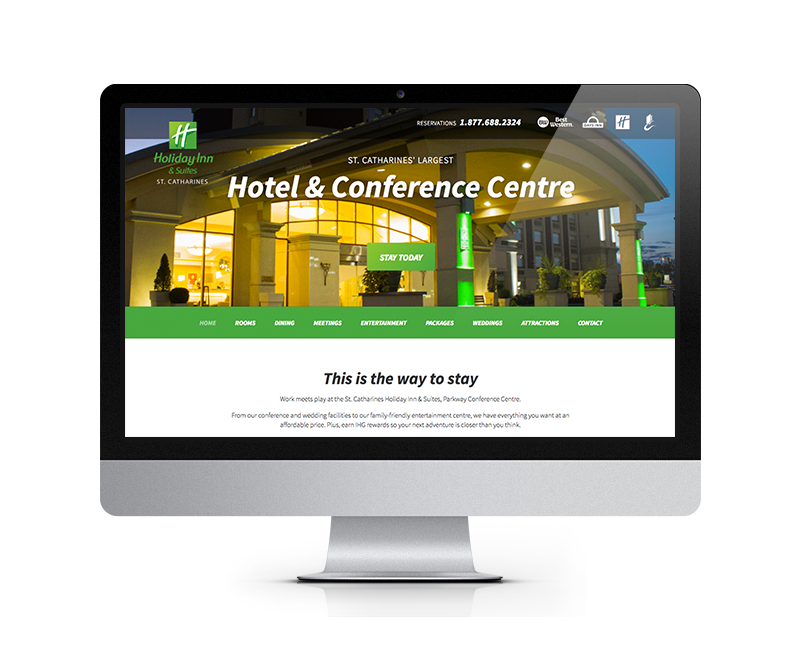 RESERVATIONS 1.877.688.2324
Best Western
DAYS INN
H
Holiday Inn
& Suites
ST. CATHARINES
ST. CATHARINES' LARGEST
Hotel & Conference Centre
STAY TODAY
HOME ROOMS DINING MEETINGS ENTERTAINMENT PACKAGES WEDDINGS ATTRACTIONS CONTACT
This is the way to stay
Work meets play at the St. Catharines Holiday Inn & Suites, Parkway Conference Centre.
From our conference and wedding facilities to our family-friendly entertainment centre, we have everything you want at an
affordable price. Plus, earn IHG rewards so your next adventure is closer than you think.